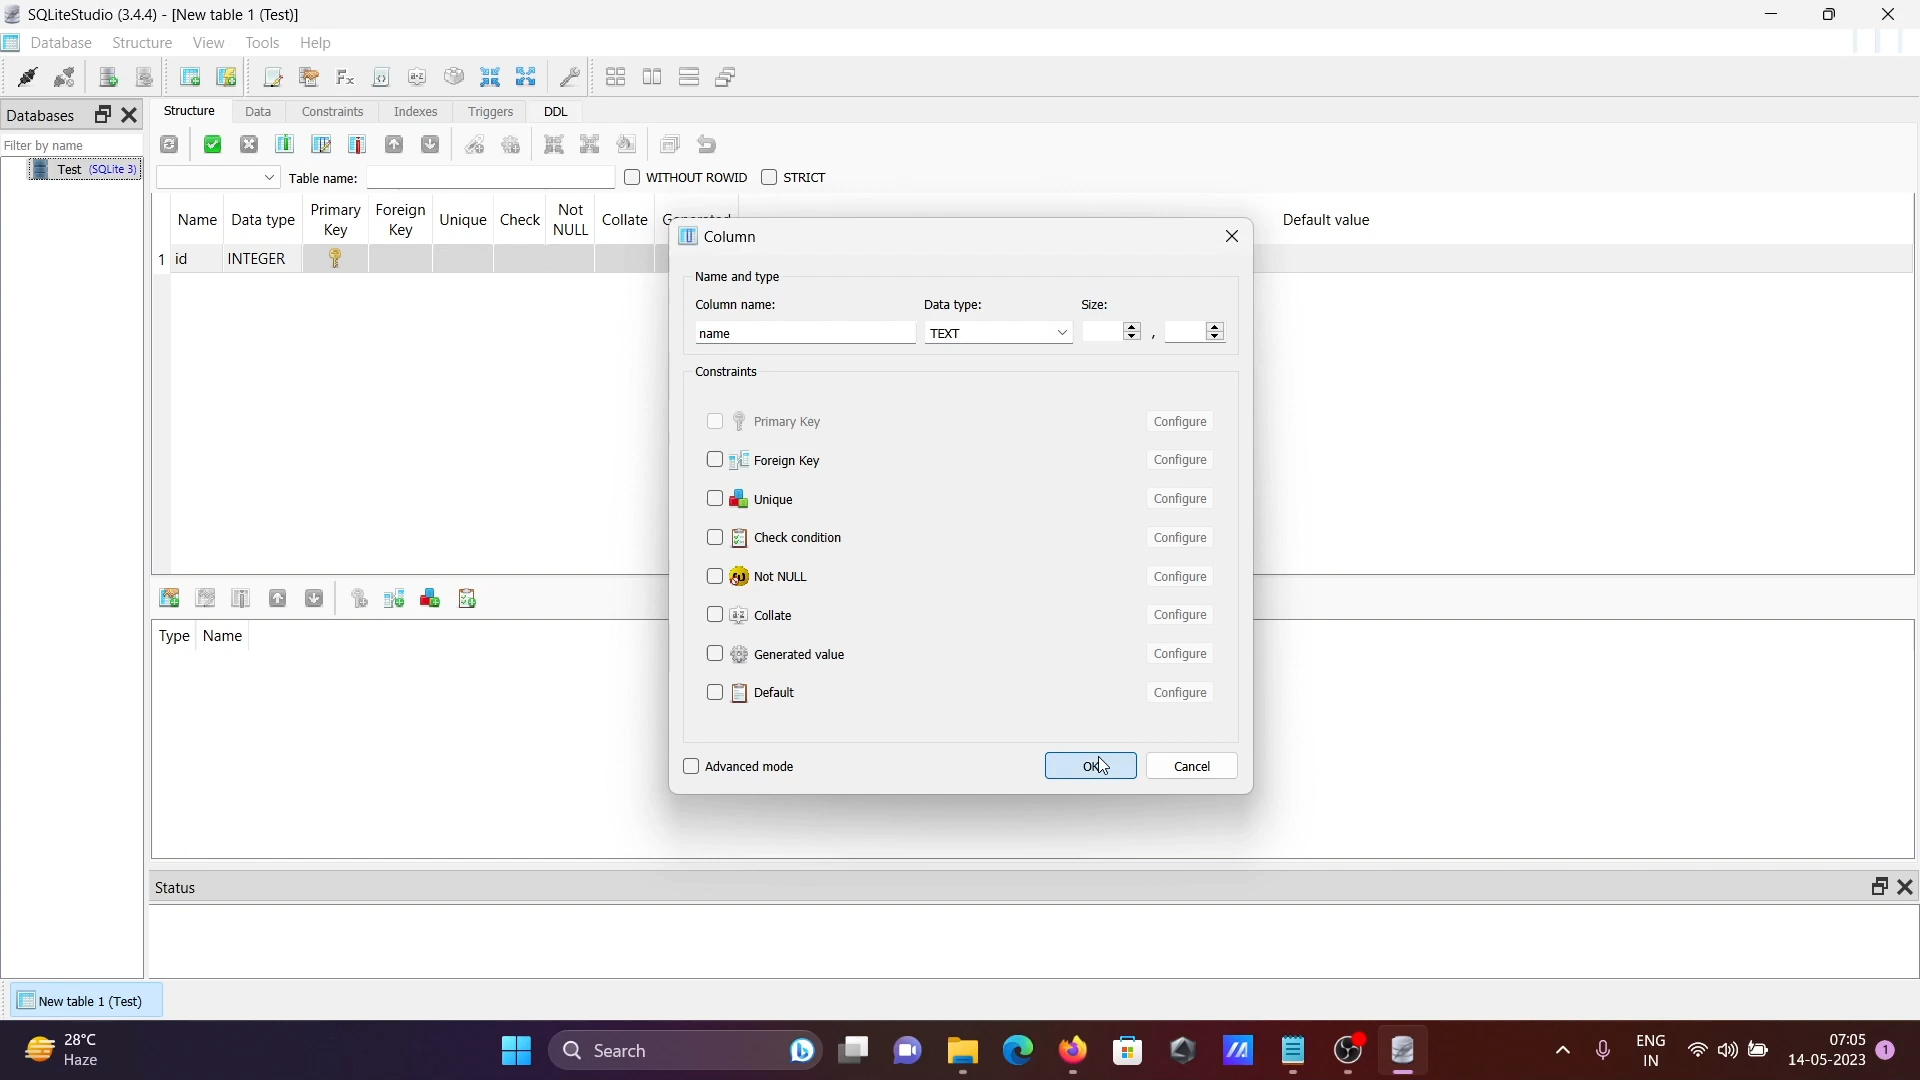 SQLiteStudio (3.4.4) - [New table 1 (Test)]
Database Structure View Tools Help
Databases
Structure Data Constraints Indexes Triggers DDL
Filter by name
Test (SQLite 3)
Table name: WITHOUT ROWID STRICT
Name Data type Primary Key Foreign Key Unique Check Not NULL Collate Default value
1 id INTEGER
Column
Name and type
Column name: Data type: Size:
name TEXT ,
Constraints
Primary Key Configure
Foreign Key Configure
Unique Configure
Check condition Configure
Not NULL Configure
Collate Configure
Generated value Configure
Default Configure
Advanced mode OK Cancel
Type Name
Status
New table 1 (Test)
28°C
Haze
Search
ENG
IN
07:05
14-05-2023
1